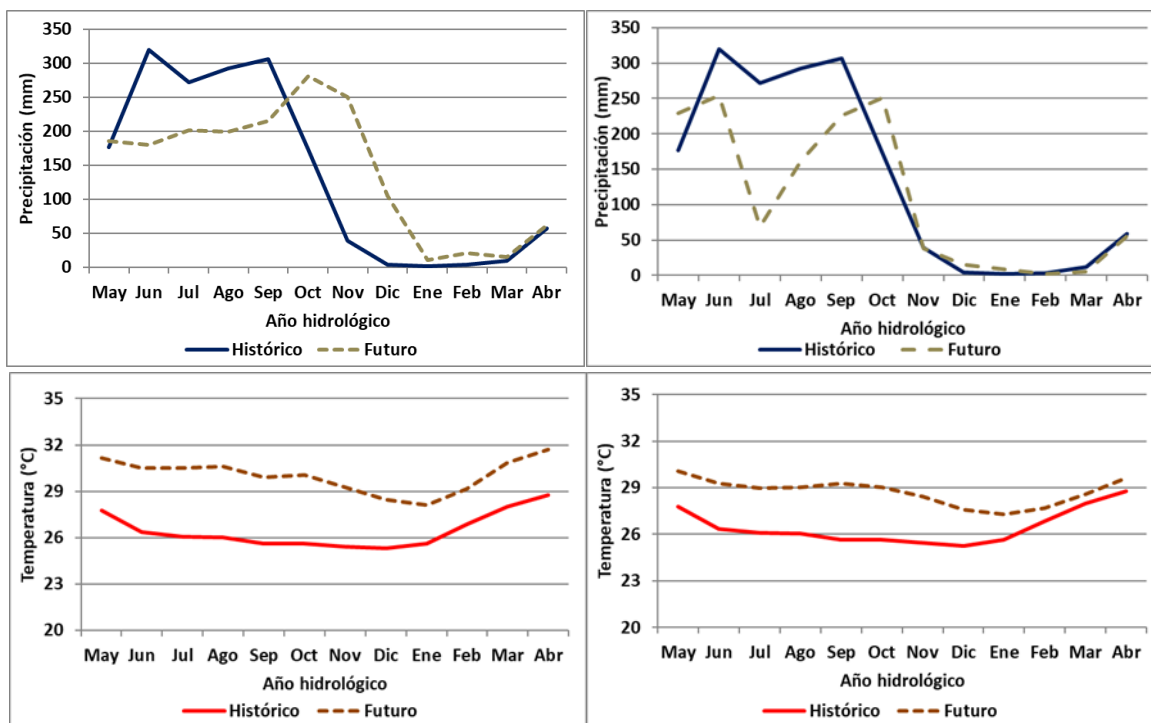 350
300
250
200
150
100
50
0
Precipitación (mm)
May Jun Jul Ago Sep Oct Nov Dic Ene Feb Mar Abr
Año hidrológico
Histórico Futuro
350
300
250
200
150
100
50
0
Precipitación (mm)
May Jun Jul Ago Sep Oct Nov Dic Ene Feb Mar Abr
Año hidrológico
Histórico Futuro
35
32
29
26
23
20
Temperatura (°C)
May Jun Jul Ago Sep Oct Nov Dic Ene Feb Mar Abr
Año hidrológico
Histórico Futuro
35
32
29
26
23
20
Temperatura (°C)
May Jun Jul Ago Sep Oct Nov Dic Ene Feb Mar Abr
Año hidrológico
Histórico Futuro